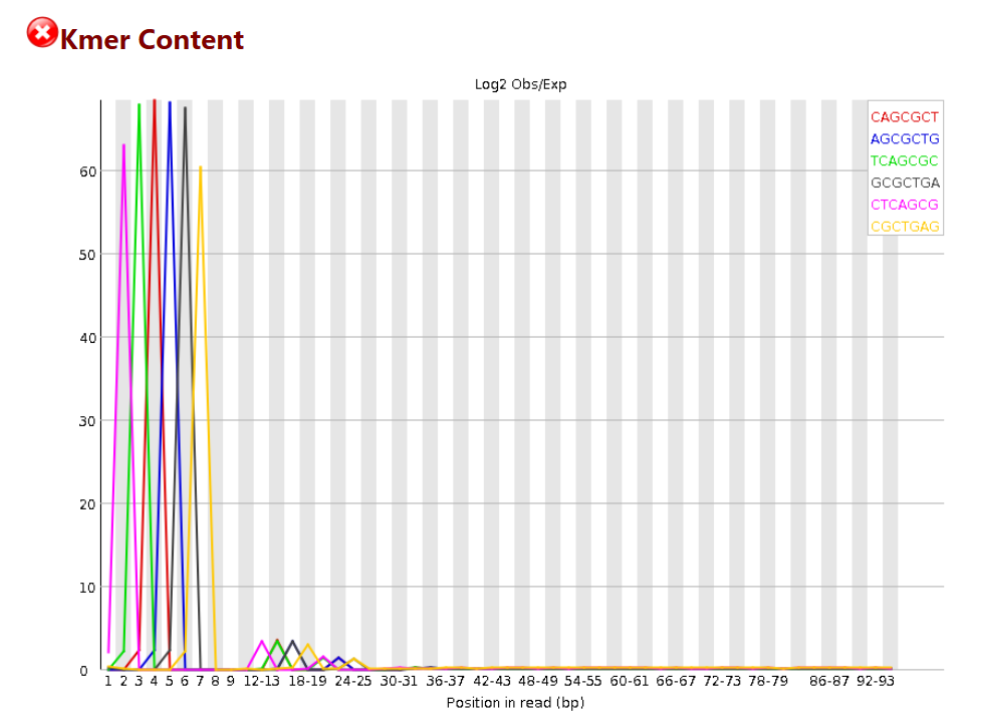 Kmer Content
Log2 Obs/Exp
CAGCGCT
AGCGCTG
TCAGCGC
GCGCTGA
CTCAGCG
CGCTGAG
60
50
40
30
20
10
0
1 2 3 4 5 6 7 8 9 12-13 18-19 24-25 30-31 36-37 42-43 48-49 54-55 60-61 66-67 72-73 78-79 86-87 92-93
Position in read (bp)